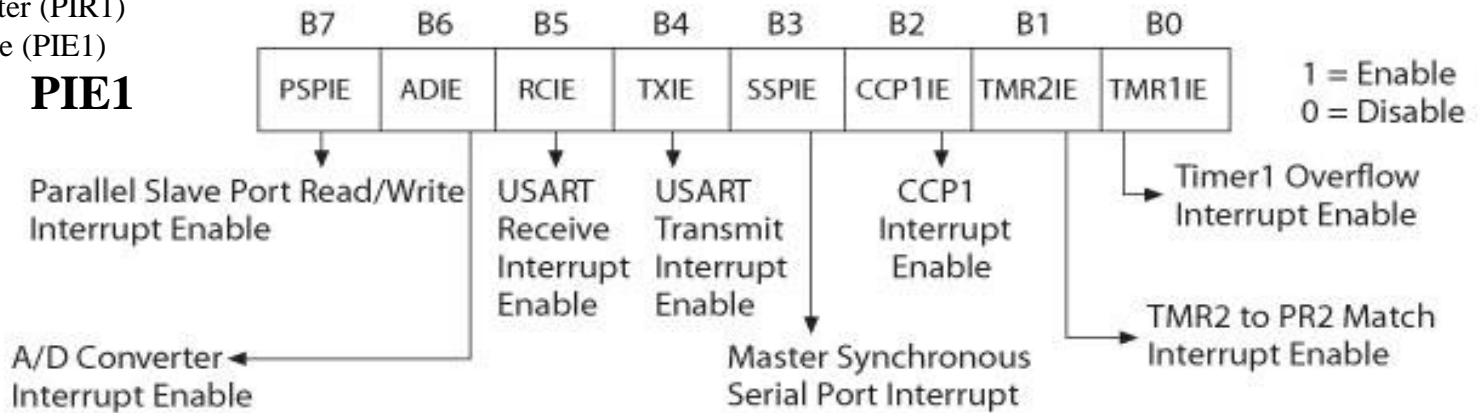 ter (PIR1)
e (PIE1)
PIE1
B7 B6 B5 B4 B3 B2 B1 B0
PSPIE ADIE RCIE TXIE SSPIE CCP1IE TMR2IE TMR1IE
1 = Enable
0 = Disable
Parallel Slave Port Read/Write
Interrupt Enable
USART
Receive
Interrupt
Enable
USART
Transmit
Interrupt
Enable
CCP1
Interrupt
Enable
Timer1 Overflow
Interrupt Enable
A/D Converter
Interrupt Enable
Master Synchronous
Serial Port Interrupt
TMR2 to PR2 Match
Interrupt Enable